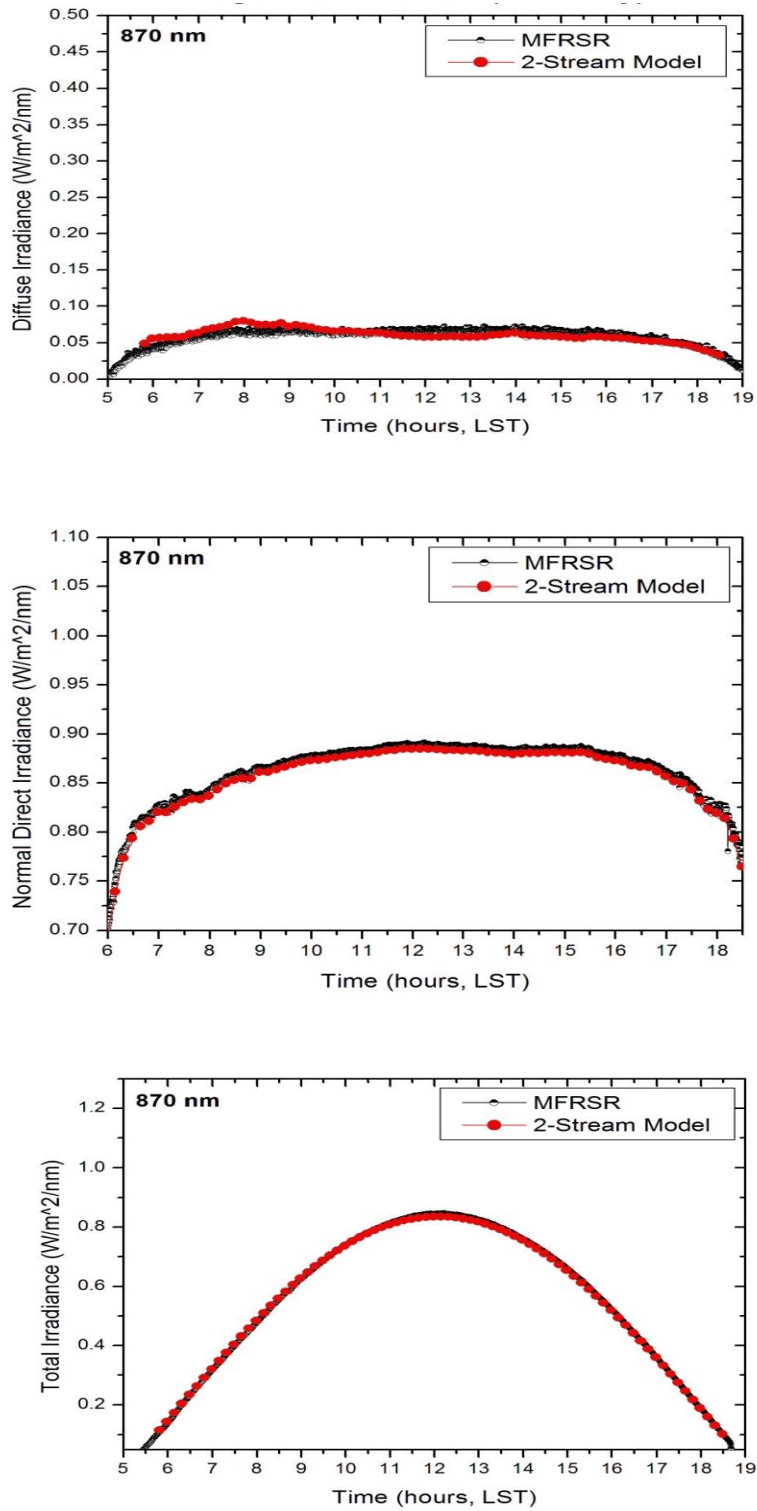 870 nm
MFRSR
2-Stream Model
Diffuse Irradiance (W/m^2/nm)
0.50
0.45
0.40
0.35
0.30
0.25
0.20
0.15
0.10
0.05
0.00
5 6 7 8 9 10 11 12 13 14 15 16 17 18 19
Time (hours, LST)
870 nm
MFRSR
2-Stream Model
Normal Direct Irradiance (W/m^2/nm)
1.10
1.05
1.00
0.95
0.90
0.85
0.80
0.75
0.70
6 7 8 9 10 11 12 13 14 15 16 17 18
Time (hours, LST)
870 nm
MFRSR
2-Stream Model
Total Irradiance (W/m^2/nm)
1.2
1.0
0.8
0.6
0.4
0.2
5 6 7 8 9 10 11 12 13 14 15 16 17 18 19
Time (hours, LST)